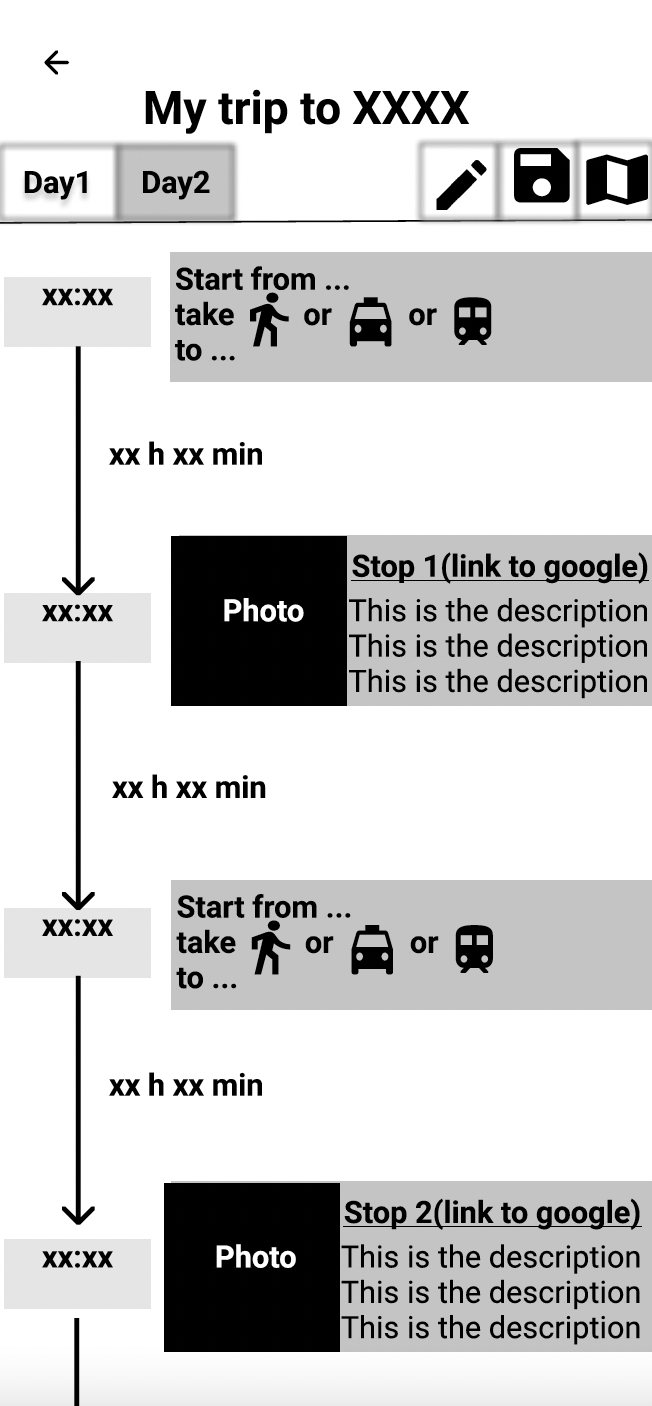 My trip to XXXX
Day1
Day2
xx:xx
Start from ...
take or or
to ...
xx h xx min
xx:xx
Photo
Stop 1(link to google)
This is the description
This is the description
This is the description
xx h xx min
xx:xx
Start from ...
take or or
to ...
xx h xx min
xx:xx
Photo
Stop 2(link to google)
This is the description
This is the description
This is the description